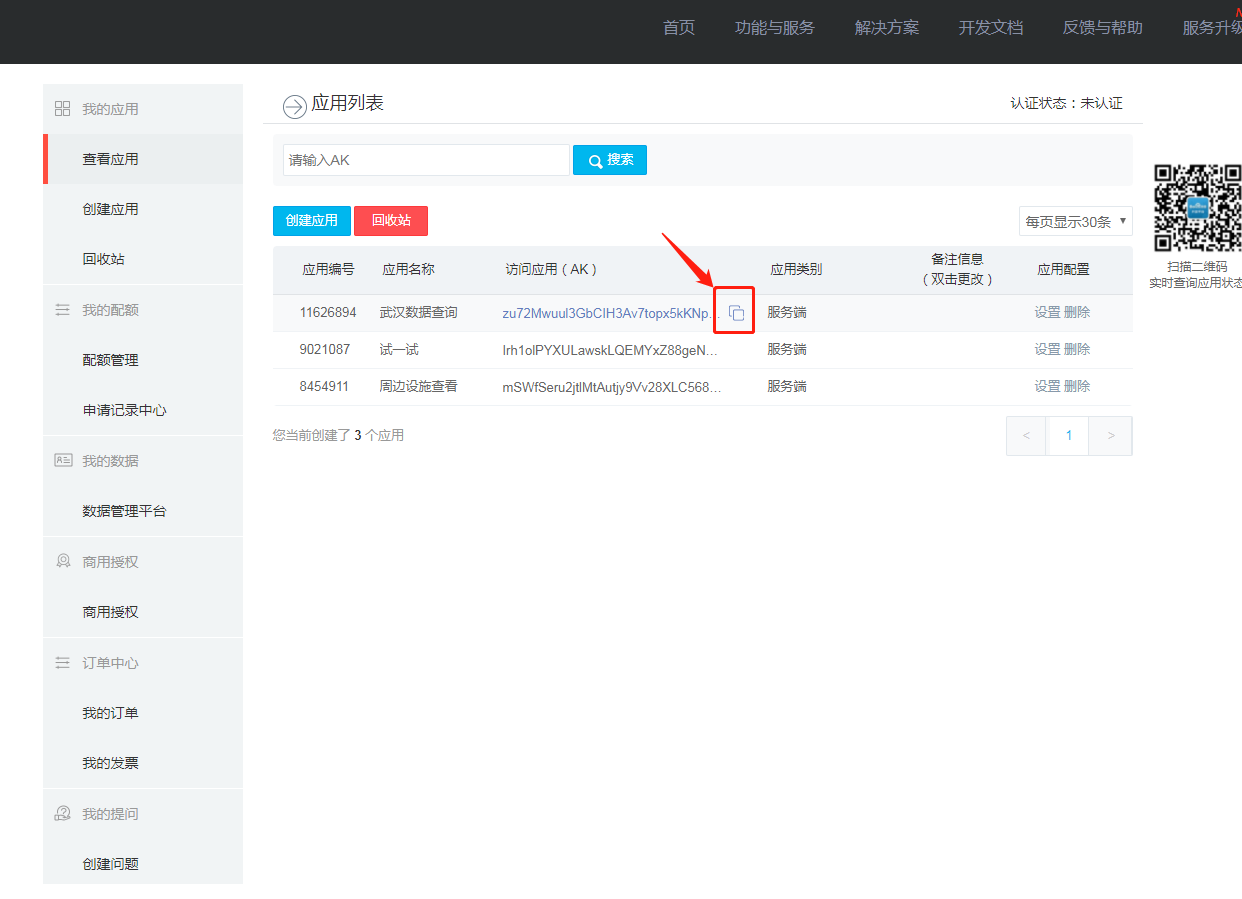 首页 功能与服务 解决方案 开发文档 反馈与帮助 服务升级
我的应用
查看应用
创建应用
回收站
我的配额
配额管理
申请记录中心
我的数据
数据管理平台
商用授权
商用授权
订单中心
我的订单
我的发票
我的提问
创建问题
应用列表
认证状态：未认证
请输入AK 搜索
创建应用 回收站 每页显示30条
应用编号 应用名称 访问应用（AK） 应用类别 备注信息 应用配置
（双击更改）
11626894 武汉数据查询 zu72Mwuul3GbCIH3Av7topx5kKNp... 服务端 设置 删除
9021087 试一试 lrh1oIPYXULawskLQEMYxZ88geN... 服务端 设置 删除
8454911 周边设施查看 mSWfSeru2jtlMtAutjy9Vv28XLC568... 服务端 设置 删除
您当前创建了 3 个应用
< 1 >
扫描二维码
实时查询应用状态